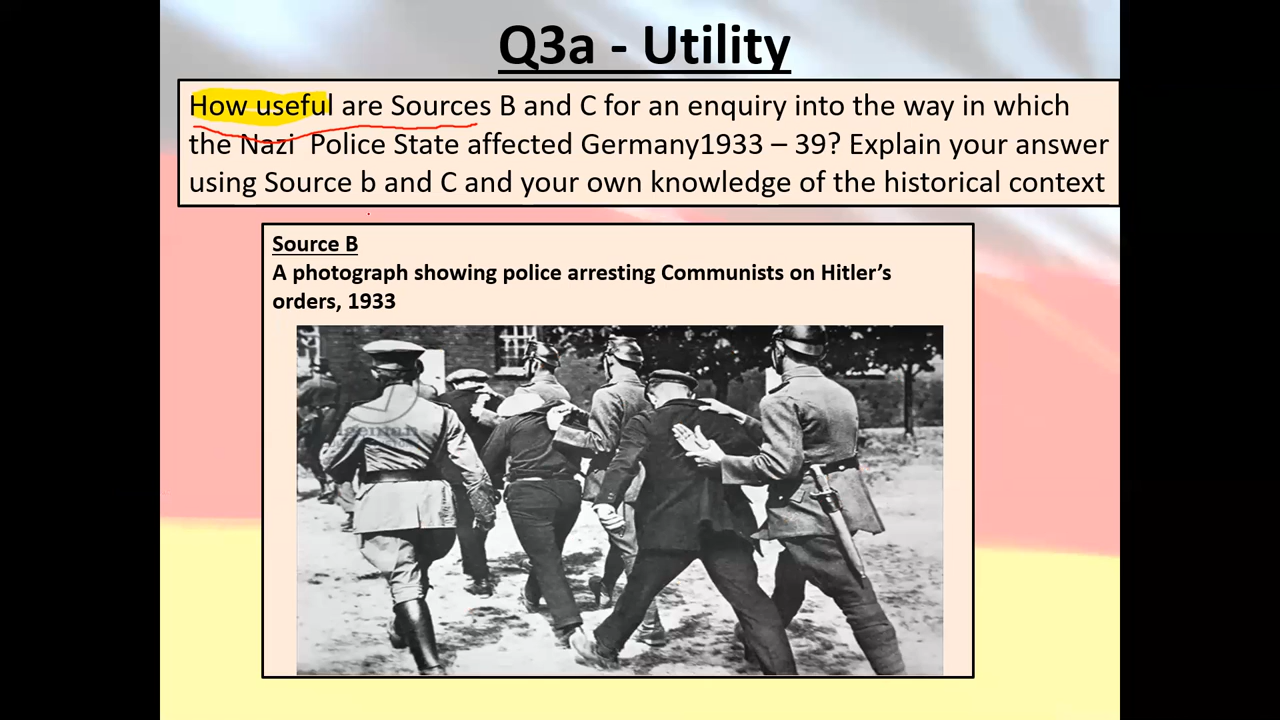 Q3a - Utility
How useful are Sources B and C for an enquiry into the way in which
the Nazi Police State affected Germany1933 – 39? Explain your answer
using Source b and C and your own knowledge of the historical context
Source B
A photograph showing police arresting Communists on Hitler’s
orders, 1933